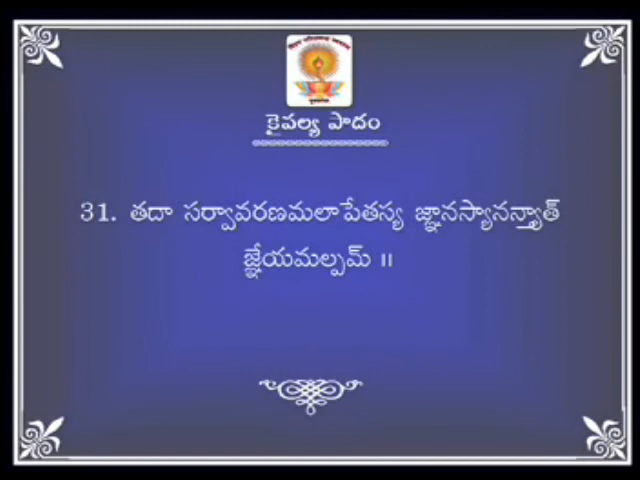 కైవల్య పాదం
31. తదా సర్వావరణమలాపేతస్య జ్ఞానస్యానన్త్యాత్
జ్ఞేయమల్పమ్ ॥